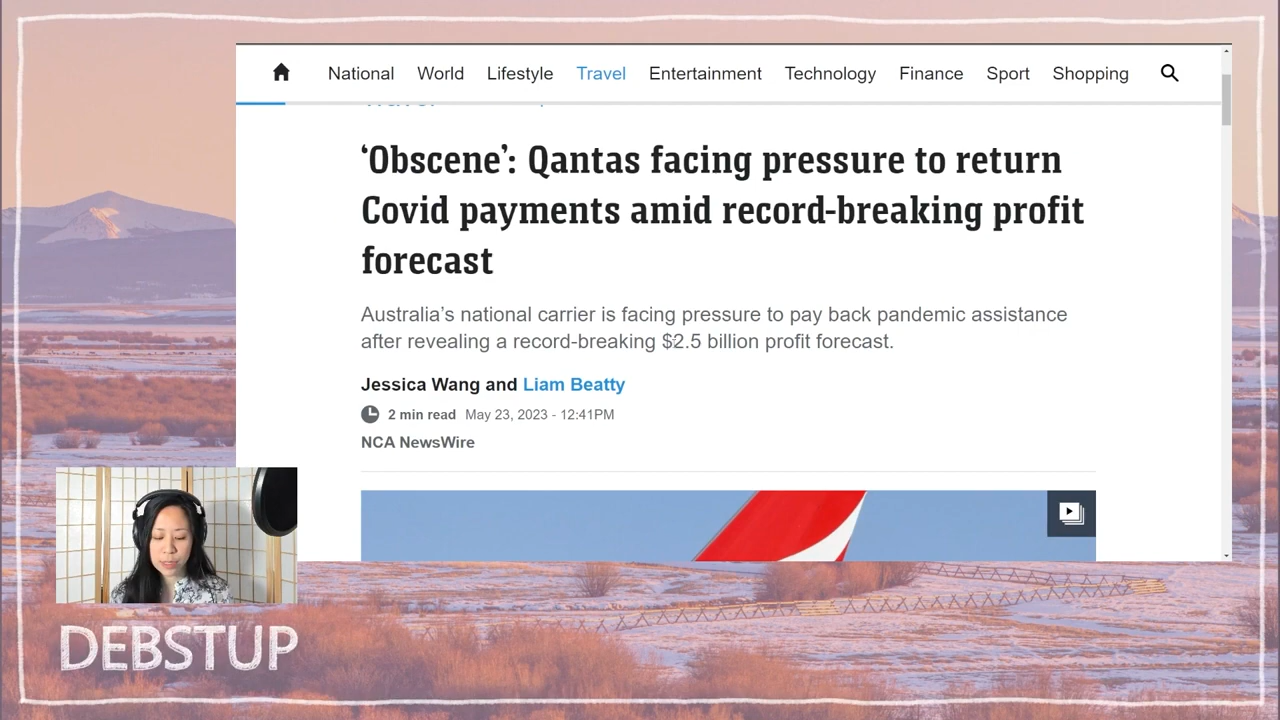 National World Lifestyle Travel Entertainment Technology Finance Sport Shopping
‘Obscene’: Qantas facing pressure to return
Covid payments amid record-breaking profit
forecast
Australia’s national carrier is facing pressure to pay back pandemic assistance
after revealing a record-breaking $2.5 billion profit forecast.
Jessica Wang and Liam Beatty
2 min read May 23, 2023 - 12:41PM
NCA NewsWire
DEBSTUP